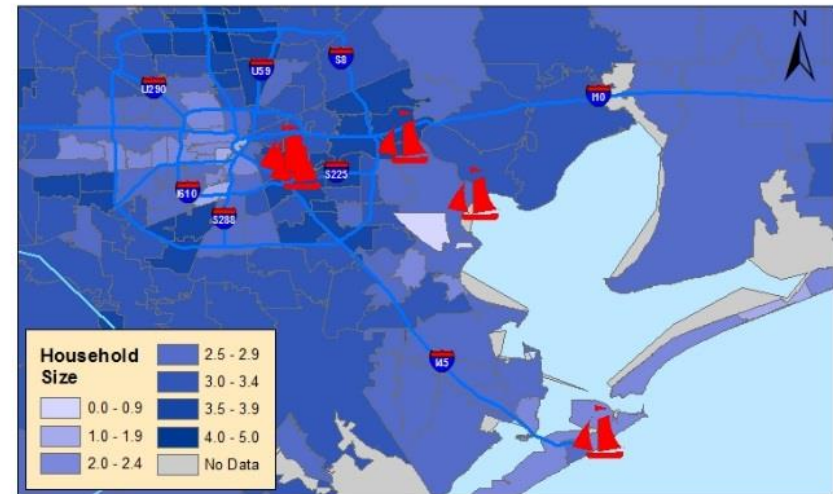 N
U59
S8
U290
I10
S225
I610
S288
I45
Household
Size
0.0 - 0.9
1.0 - 1.9
2.0 - 2.4
2.5 - 2.9
3.0 - 3.4
3.5 - 3.9
4.0 - 5.0
No Data